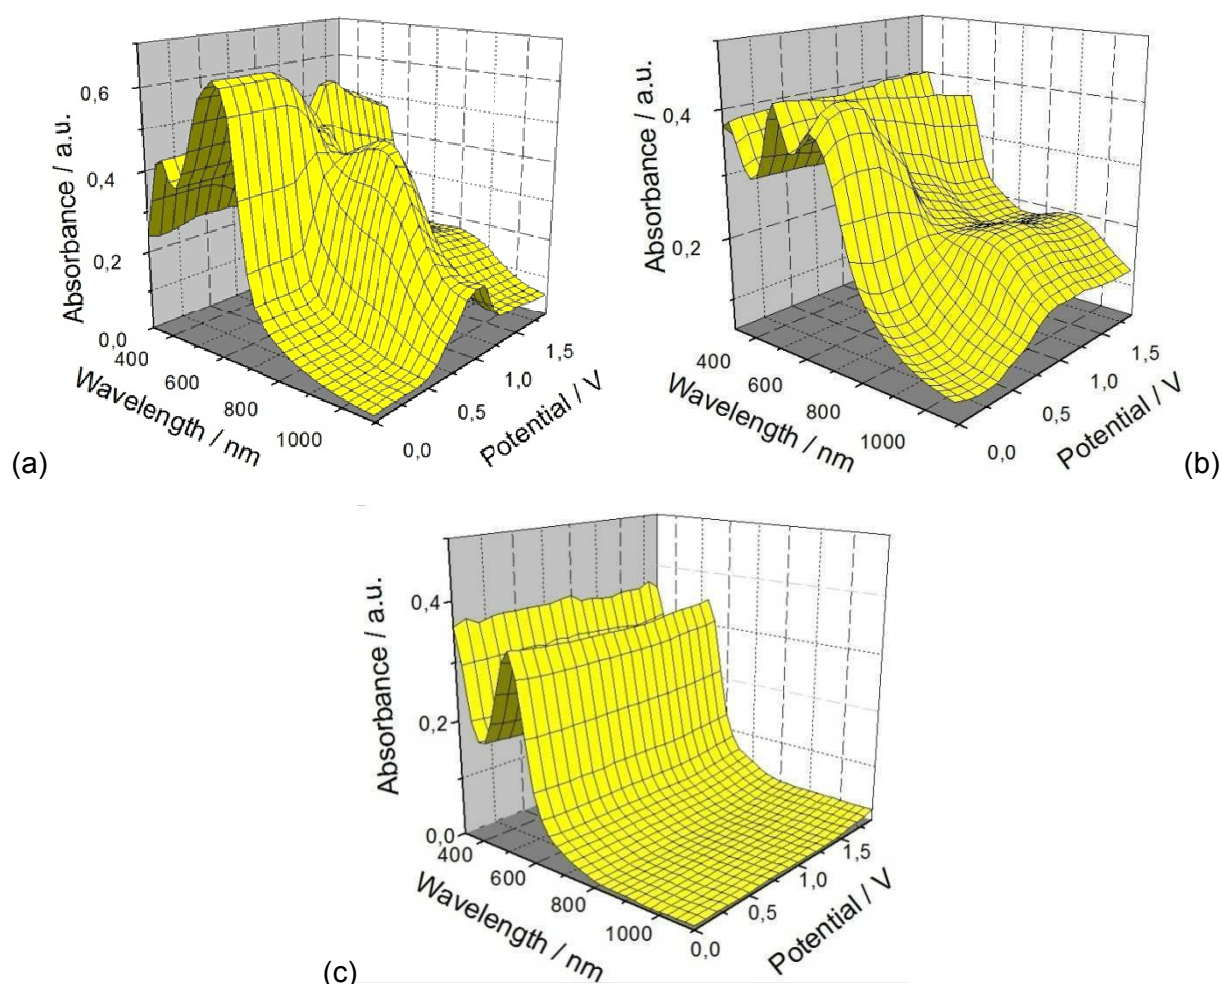 Absorbance / a.u.
0,6
0,4
0,2
0,0
400
600
800
1000
Wavelength / nm
0,0
0,5
1,0
1,5
Potential / V
(a)
Absorbance / a.u.
0,4
0,2
400
600
800
1000
Wavelength / nm
0,0
0,5
1,0
1,5
Potential / V
(b)
Absorbance / a.u.
0,4
0,2
0,0
400
600
800
1000
Wavelength / nm
0,0
0,5
1,0
1,5
Potential / V
(c)